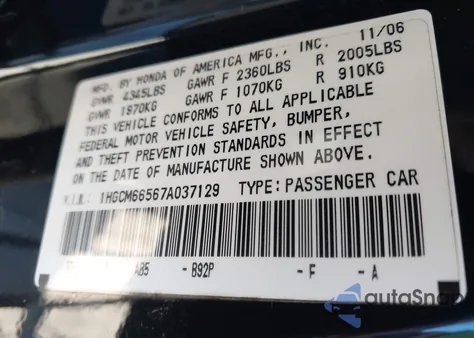 MFD. BY HONDA OF AMERICA MFG., INC. 11/06
GVWR 4345LBS GAWR F 2360LBS R 2005LBS
GVWR 1970KG GAWR F 1070KG R 910KG
THIS VEHICLE CONFORMS TO ALL APPLICABLE
FEDERAL MOTOR VEHICLE SAFETY, BUMPER,
AND THEFT PREVENTION STANDARDS IN EFFECT
ON THE DATE OF MANUFACTURE SHOWN ABOVE.
V.I.N.: 1HGCM66567A037129 TYPE: PASSENGER CAR
A85 - B92P - F - A
autoSnap